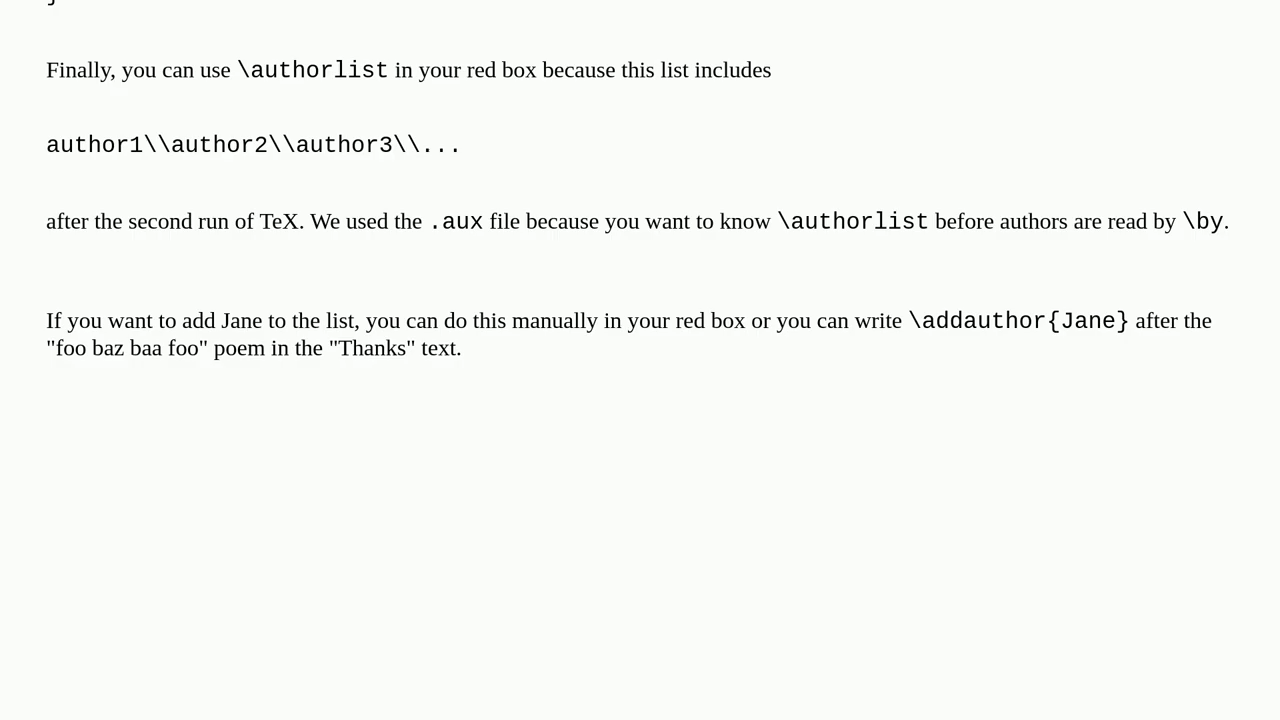 }
Finally, you can use \authorlist in your red box because this list includes
author1\\author2\\author3\\...
after the second run of TeX. We used the .aux file because you want to know \authorlist before authors are read by \by.
If you want to add Jane to the list, you can do this manually in your red box or you can write \addauthor{Jane} after the
"foo baz baa foo" poem in the "Thanks" text.